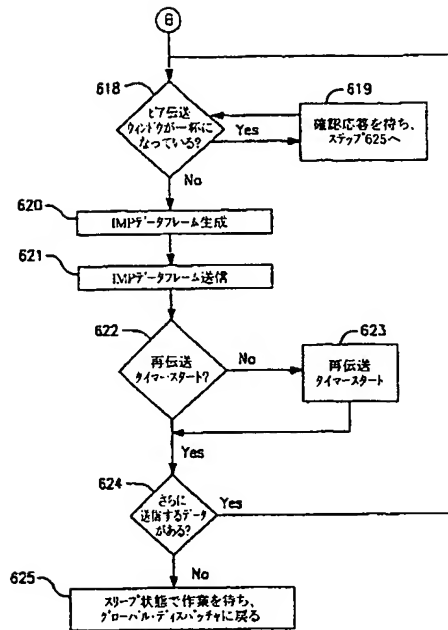 6
618
ピア伝送
ウィンドウが一杯に
なっている?
Yes
619
確認応答を待ち、
ステップ625へ
No
620
IMPデータフレーム生成
621
IMPデータフレーム送信
622
再伝送
タイマー・スタート?
No
623
再伝送
タイマースタート
Yes
624
さらに
送信するデータ
がある?
Yes
No
625
スリープ状態で作業を待ち、
グローバル・ディスパッチャに戻る